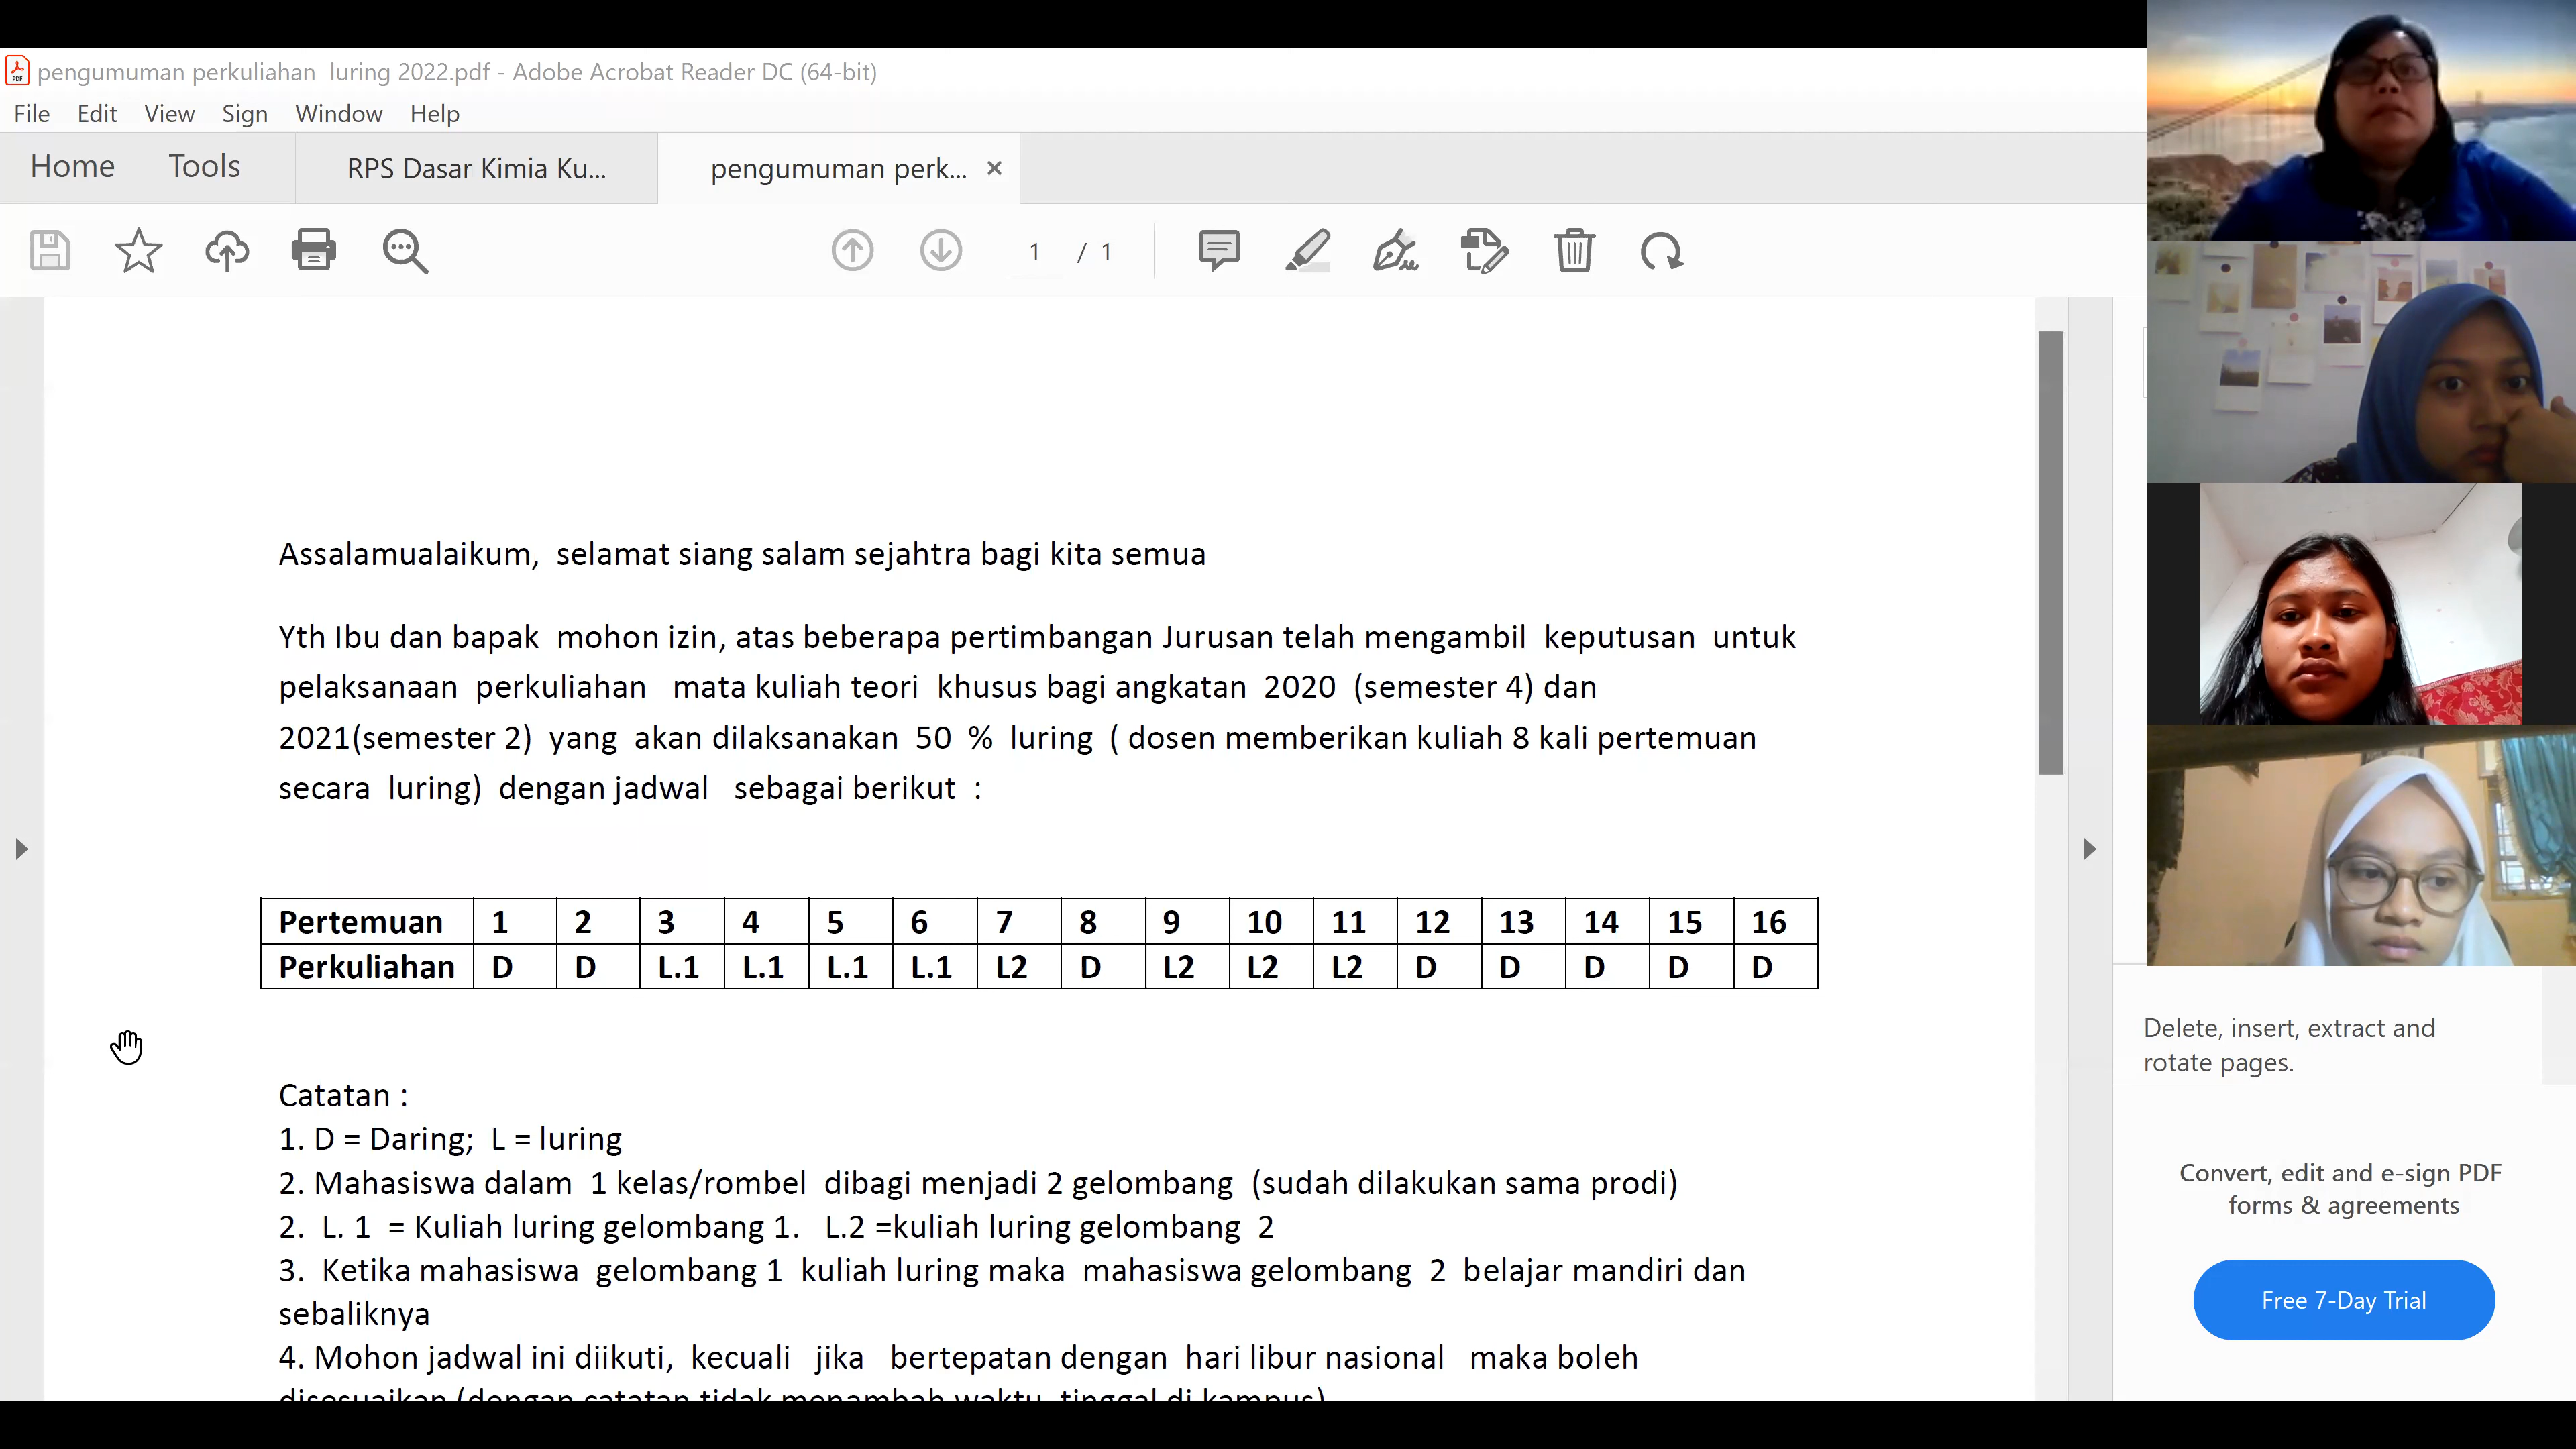 pengumuman perkuliahan  luring 2022.pdf - Adobe Acrobat Reader DC (64-bit)
File Edit View Sign Window Help
Home Tools RPS Dasar Kimia Ku... pengumuman perk... ×
1 / 1
Assalamualaikum,  selamat siang salam sejahtra bagi kita semua
Yth Ibu dan bapak  mohon izin, atas beberapa pertimbangan Jurusan telah mengambil  keputusan  untuk
pelaksanaan  perkuliahan   mata kuliah teori  khusus bagi angkatan  2020  (semester 4) dan
2021(semester 2)  yang  akan dilaksanakan  50  %  luring  ( dosen memberikan kuliah 8 kali pertemuan
secara  luring)  dengan jadwal   sebagai berikut  :
Pertemuan 1 2 3 4 5 6 7 8 9 10 11 12 13 14 15 16
Perkuliahan D D L.1 L.1 L.1 L.1 L2 D L2 L2 L2 D D D D D
Catatan :
1. D = Daring;  L = luring
2. Mahasiswa dalam  1 kelas/rombel  dibagi menjadi 2 gelombang  (sudah dilakukan sama prodi)
2.  L. 1  = Kuliah luring gelombang 1.   L.2 =kuliah luring gelombang  2
3.  Ketika mahasiswa  gelombang 1  kuliah luring maka  mahasiswa gelombang  2  belajar mandiri dan
sebaliknya
4. Mohon jadwal ini diikuti,  kecuali   jika   bertepatan dengan  hari libur nasional   maka boleh
disesuaikan (dengan catatan tidak menambah waktu  tinggal di kampus)
Delete, insert, extract and
rotate pages.
Convert, edit and e-sign PDF
forms & agreements
Free 7-Day Trial